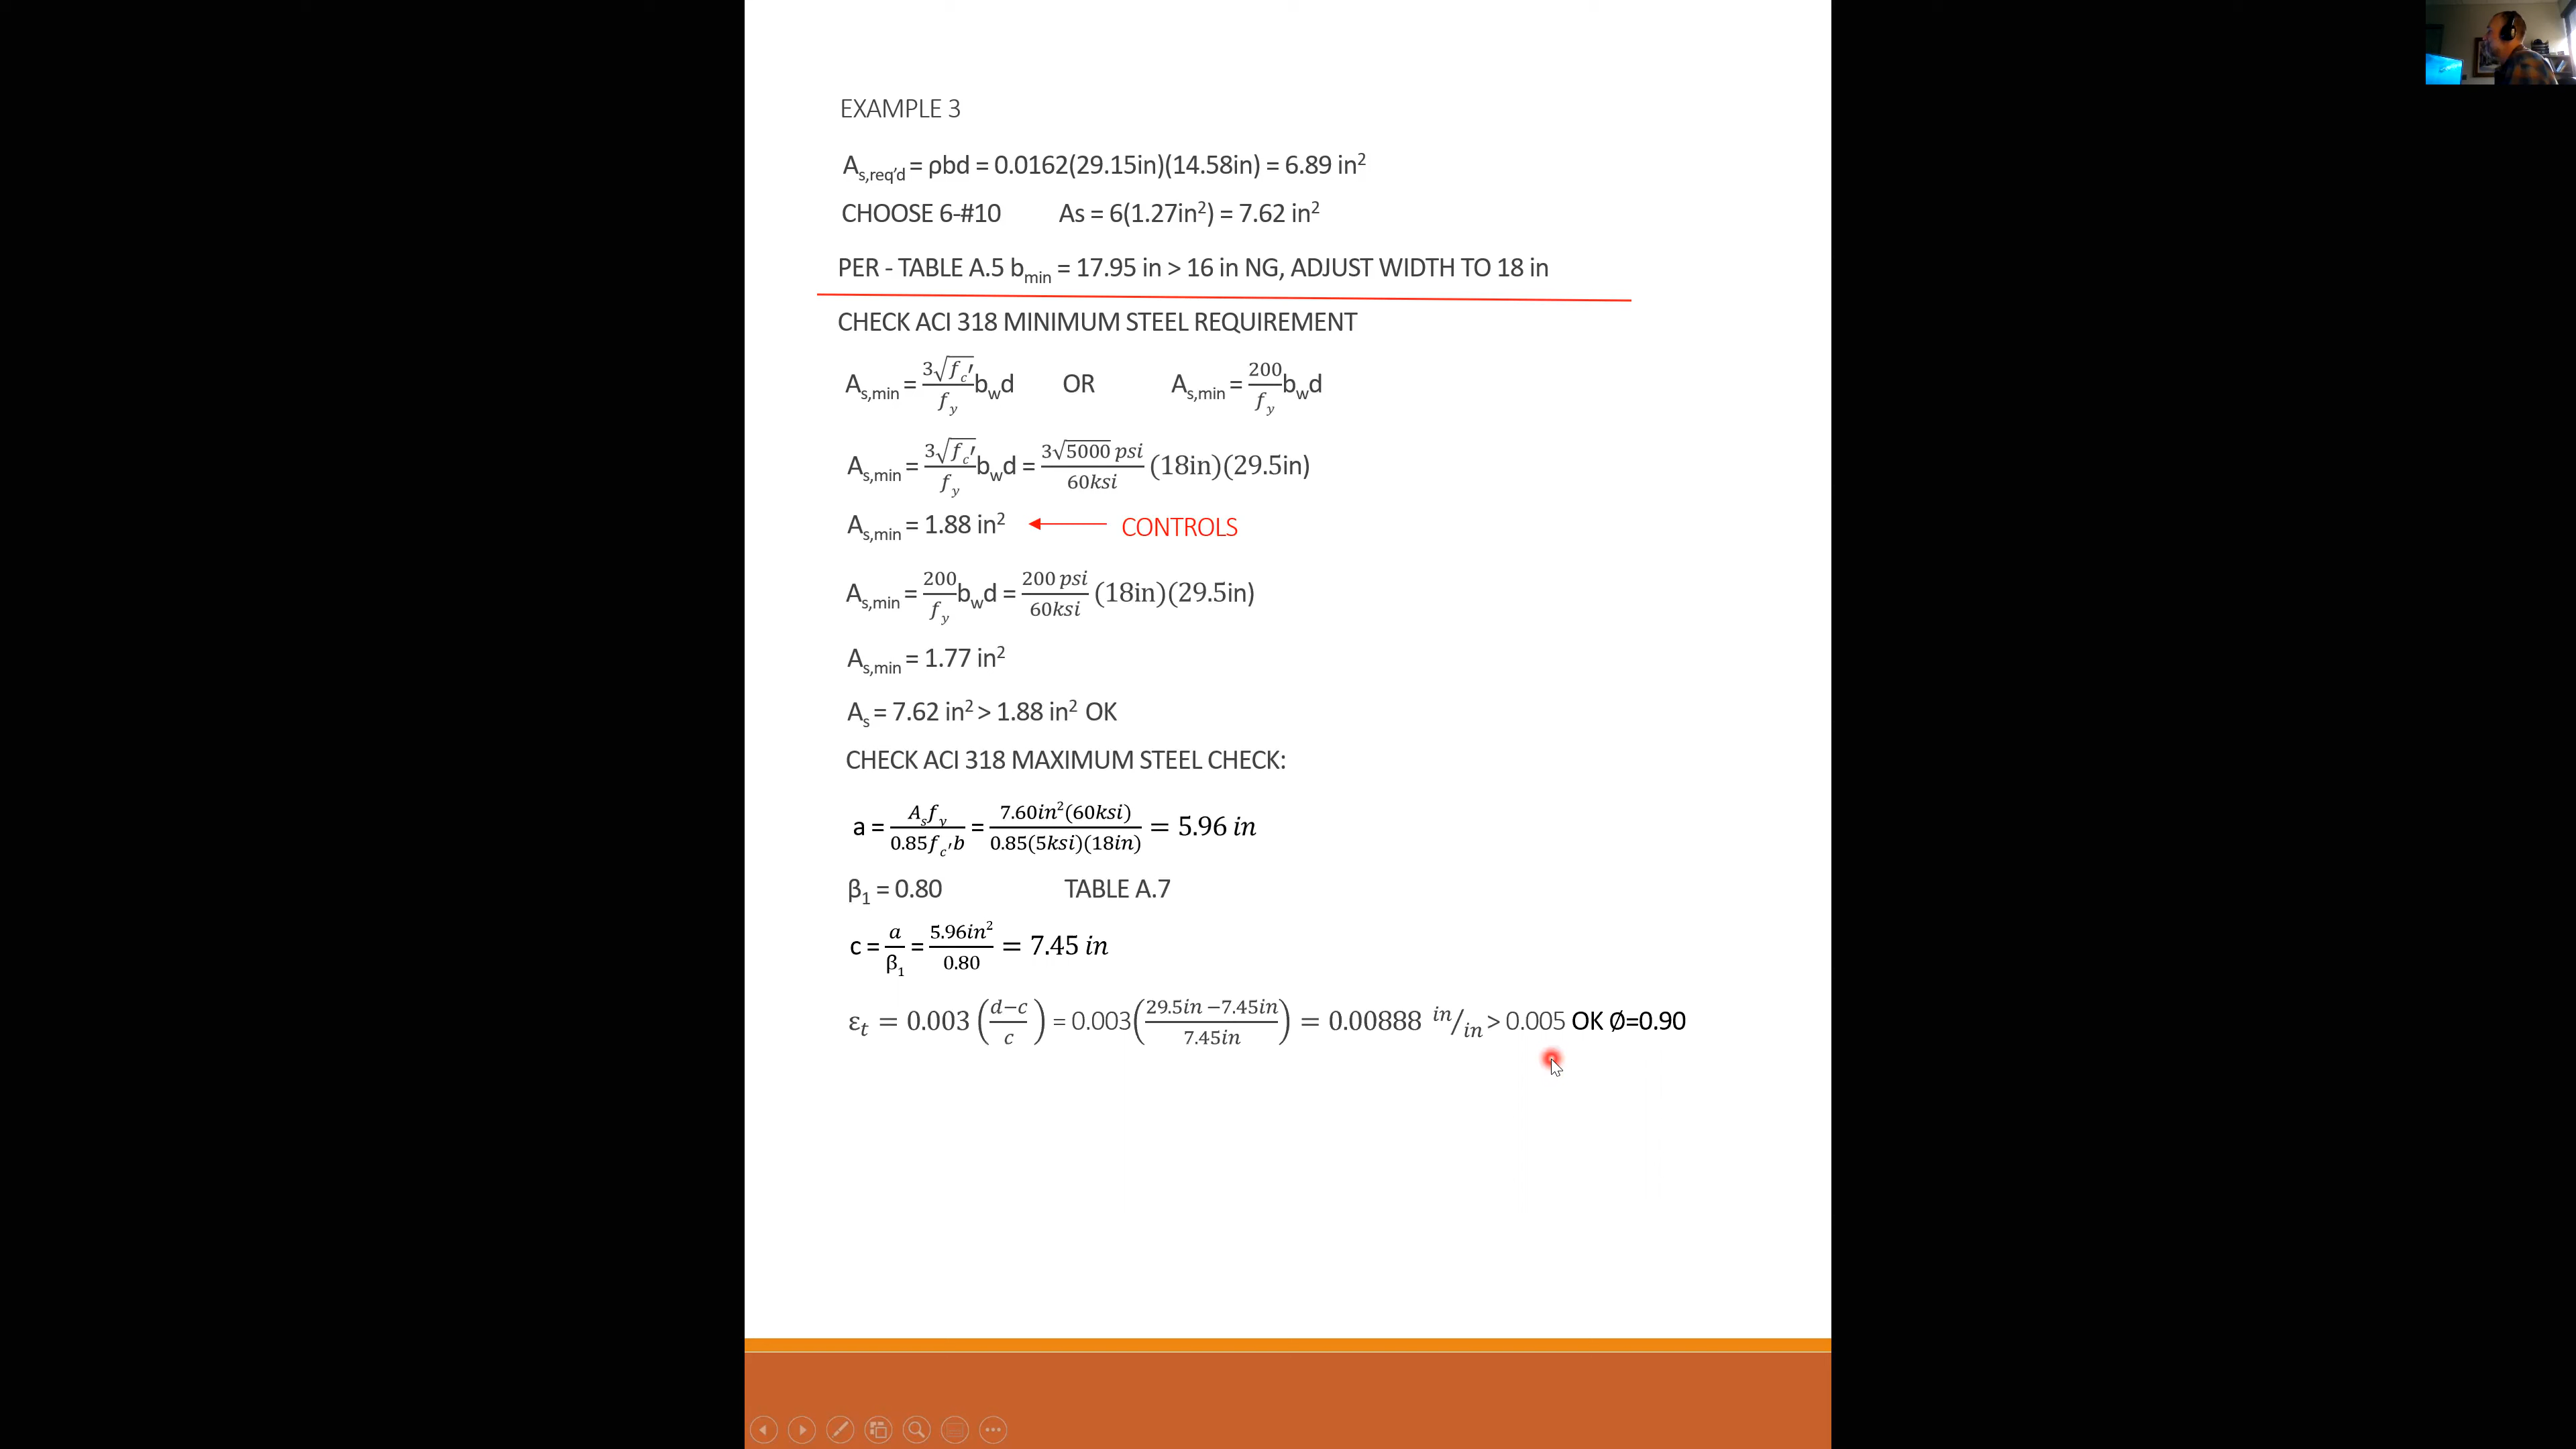 EXAMPLE 3
As,req'd = ρbd = 0.0162(29.15in)(14.58in) = 6.89 in²
CHOOSE 6-#10 As = 6(1.27in²) = 7.62 in²
PER - TABLE A.5 bmin = 17.95 in > 16 in NG, ADJUST WIDTH TO 18 in
CHECK ACI 318 MINIMUM STEEL REQUIREMENT
As,min = 3√fc′/fy bwd OR As,min = 200/fy bwd
As,min = 3√fc′/fy bwd = 3√5000 psi/60ksi (18in)(29.5in)
As,min = 1.88 in² CONTROLS
As,min = 200/fy bwd = 200 psi/60ksi (18in)(29.5in)
As,min = 1.77 in²
As = 7.62 in² > 1.88 in² OK
CHECK ACI 318 MAXIMUM STEEL CHECK:
a = Asfy/0.85fc′b = 7.60in²(60ksi)/0.85(5ksi)(18in) = 5.96 in
β1 = 0.80 TABLE A.7
c = a/β1 = 5.96in²/0.80 = 7.45 in
εt = 0.003 (d−c/c) = 0.003(29.5in −7.45in/7.45in) = 0.00888 in/in > 0.005 OK Ø=0.90